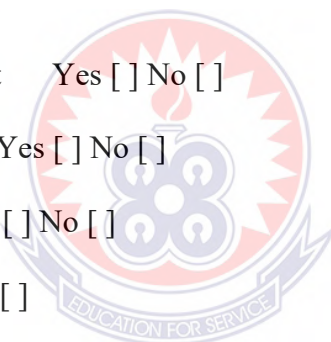 Yes [ ] No [ ]
Yes [ ] No [ ]
[ ] No [ ]
[ ]
EDUCATION FOR SERVICE